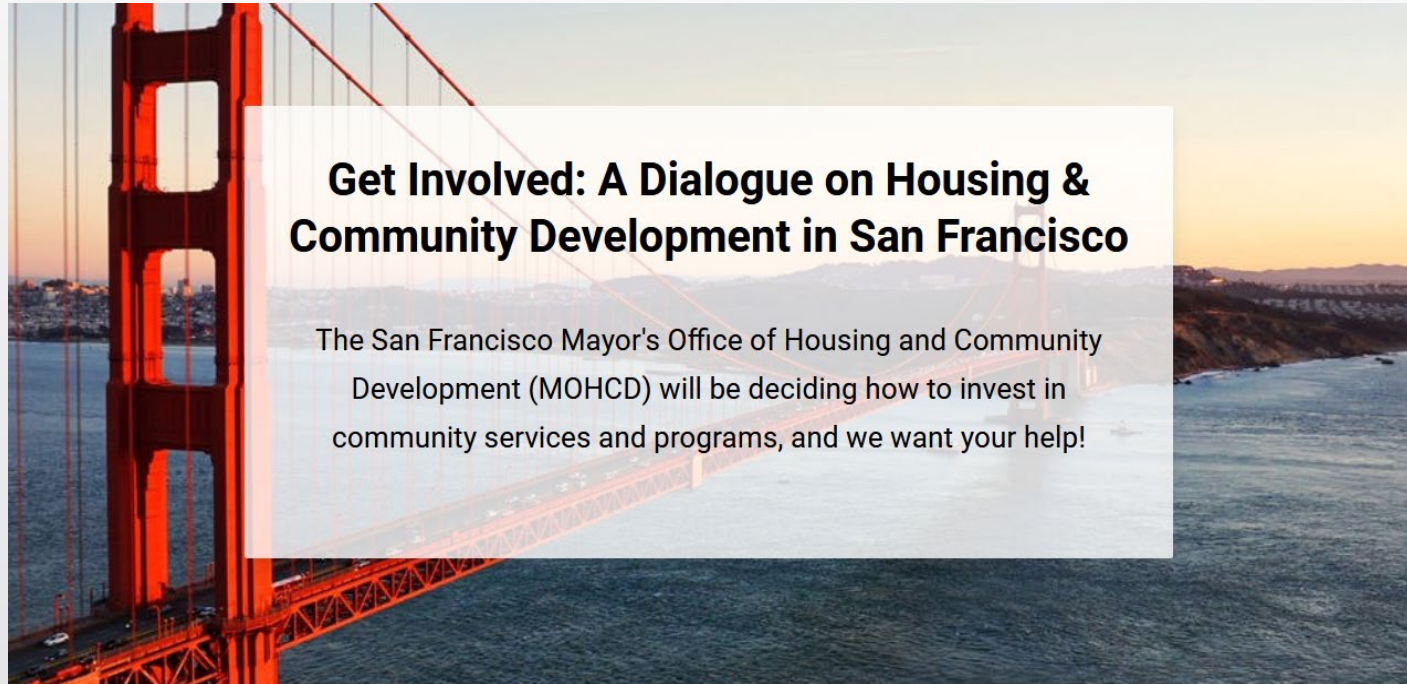 Get Involved: A Dialogue on Housing &
Community Development in San Francisco
The San Francisco Mayor's Office of Housing and Community
Development (MOHCD) will be deciding how to invest in
community services and programs, and we want your help!